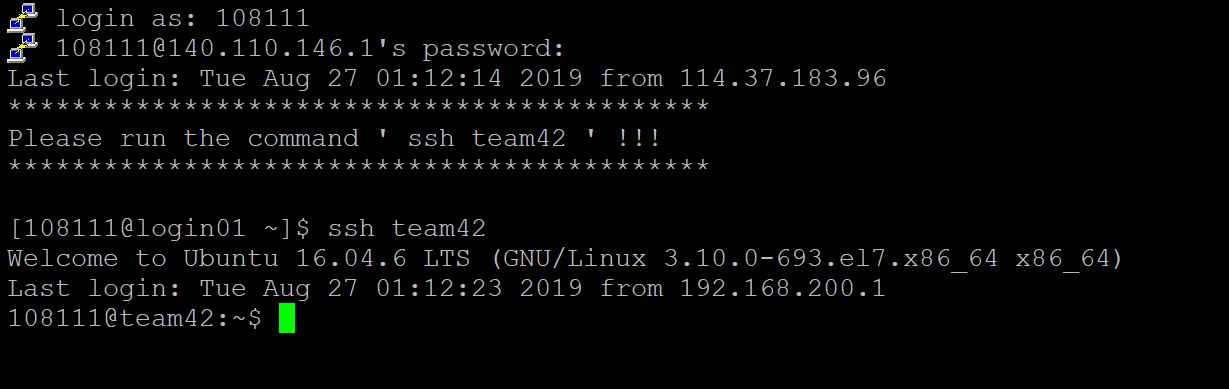 login as: 108111
108111@140.110.146.1's password:
Last login: Tue Aug 27 01:12:14 2019 from 114.37.183.96
********************************************
Please run the command ' ssh team42 ' !!!
********************************************
[108111@login01 ~]$ ssh team42
Welcome to Ubuntu 16.04.6 LTS (GNU/Linux 3.10.0-693.el7.x86_64 x86_64)
Last login: Tue Aug 27 01:12:23 2019 from 192.168.200.1
108111@team42:~$